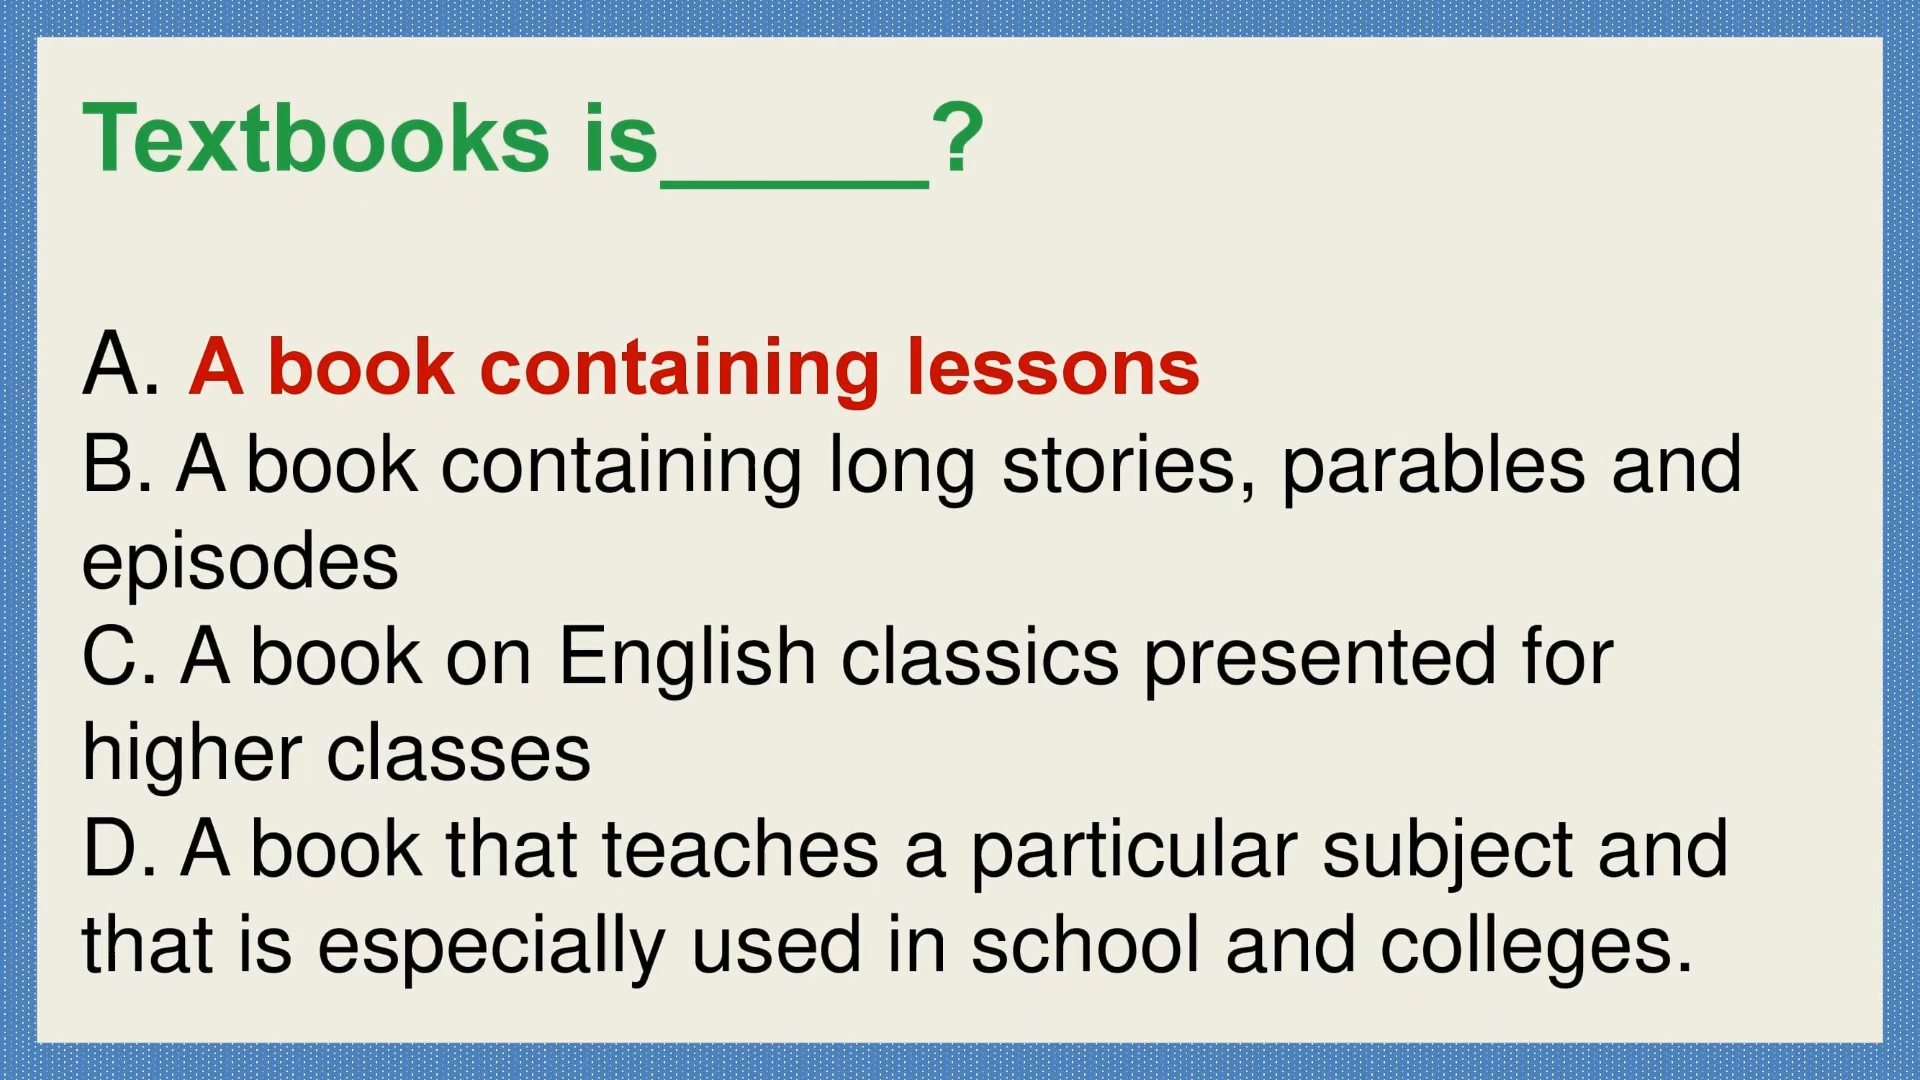 Textbooks is_____?
A. A book containing lessons
B. A book containing long stories, parables and
episodes
C. A book on English classics presented for
higher classes
D. A book that teaches a particular subject and
that is especially used in school and colleges.